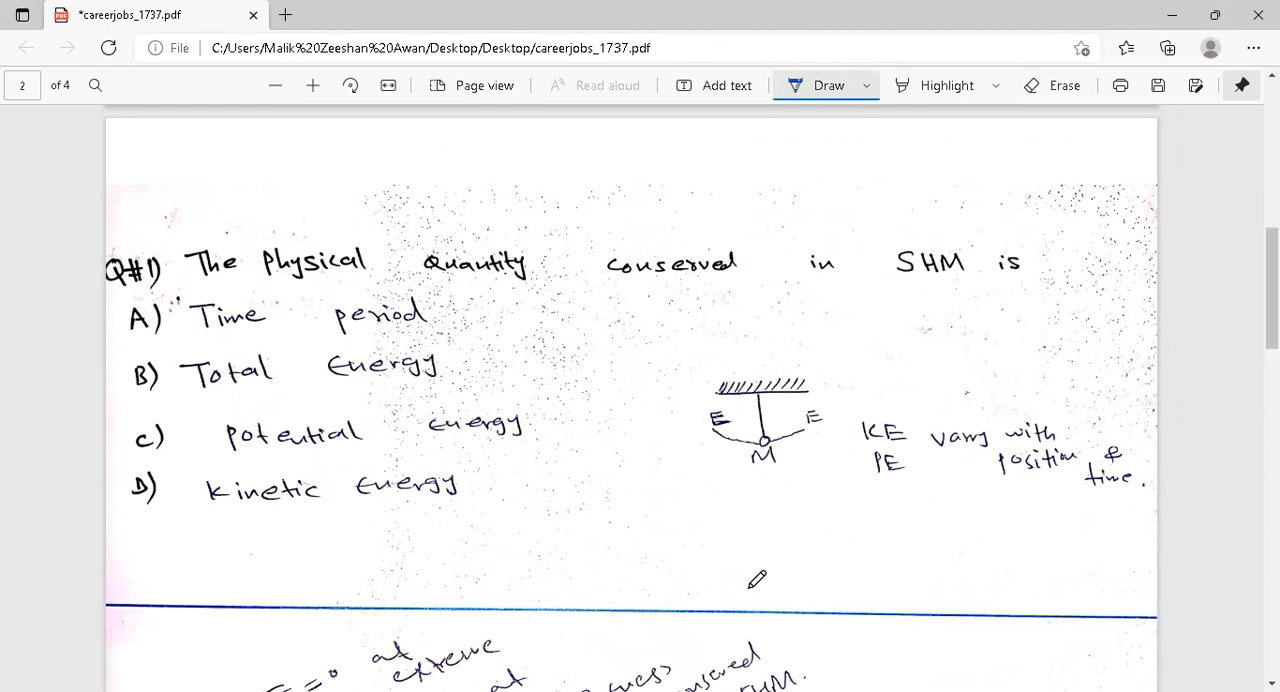 *careerjobs_1737.pdf
File C:/Users/Malik%20Zeeshan%20Awan/Desktop/Desktop/careerjobs_1737.pdf
2 of 4 Page view Read aloud Add text Draw Highlight Erase
Q#1) The Physical Quantity conserved in SHM is
A) Time period
B) Total Energy
C) Potential energy
D) Kinetic Energy
E E
M
KE vary with
PE position &
time.
at
extreme
at
SHM.